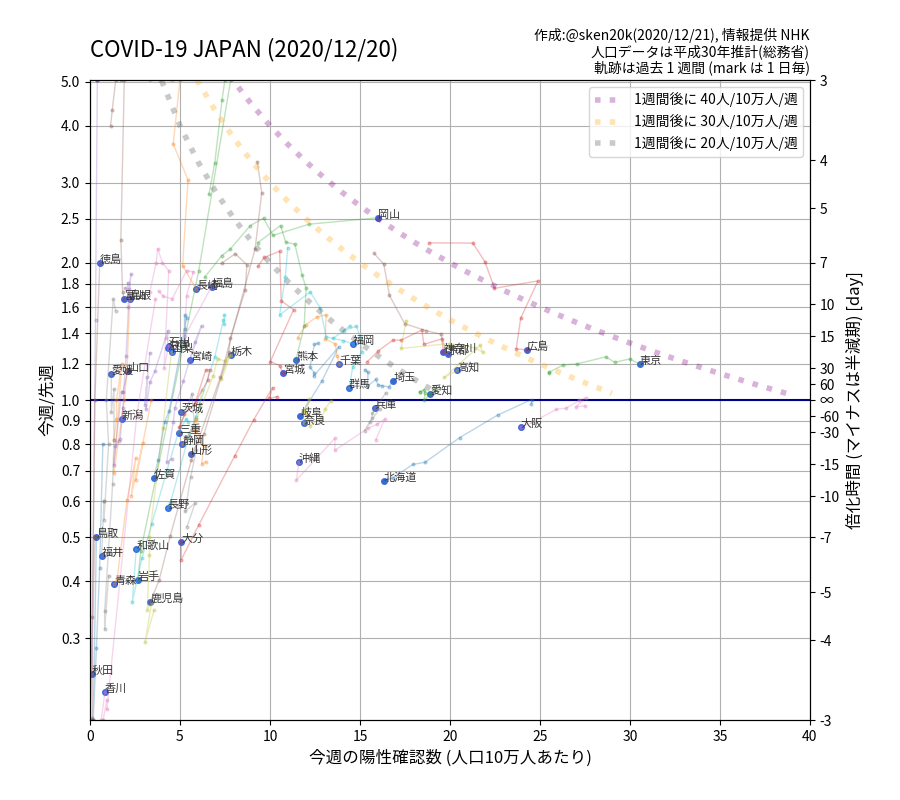 COVID-19 JAPAN (2020/12/20)
作成:@sken20k(2020/12/21), 情報提供 NHK
人口データは平成30年推計(総務省)
軌跡は過去 1 週間 (mark は 1 日毎)
1週間後に 40人/10万人/週
1週間後に 30人/10万人/週
1週間後に 20人/10万人/週
今週/先週
5.0
4.0
3.0
2.5
2.0
1.8
1.6
1.4
1.2
1.0
0.9
0.8
0.7
0.6
0.5
0.4
0.3
倍化時間 (マイナスは半減期) [day]
3
4
5
7
10
15
30
60
∞
-60
-30
-15
-10
-7
-5
-4
-3
岡山
徳島
長崎
福島
島根
福岡
栃木
宮崎
熊本
千葉
宮城
広島
東京
高知
埼玉
群馬
愛知
愛媛
山口
新潟
茨城
三重
静岡
山形
岐阜
奈良
兵庫
大阪
沖縄
北海道
佐賀
長野
大分
鳥取
福井
和歌山
青森
岩手
鹿児島
秋田
香川
0
5
10
15
20
25
30
35
40
今週の陽性確認数 (人口10万人あたり)